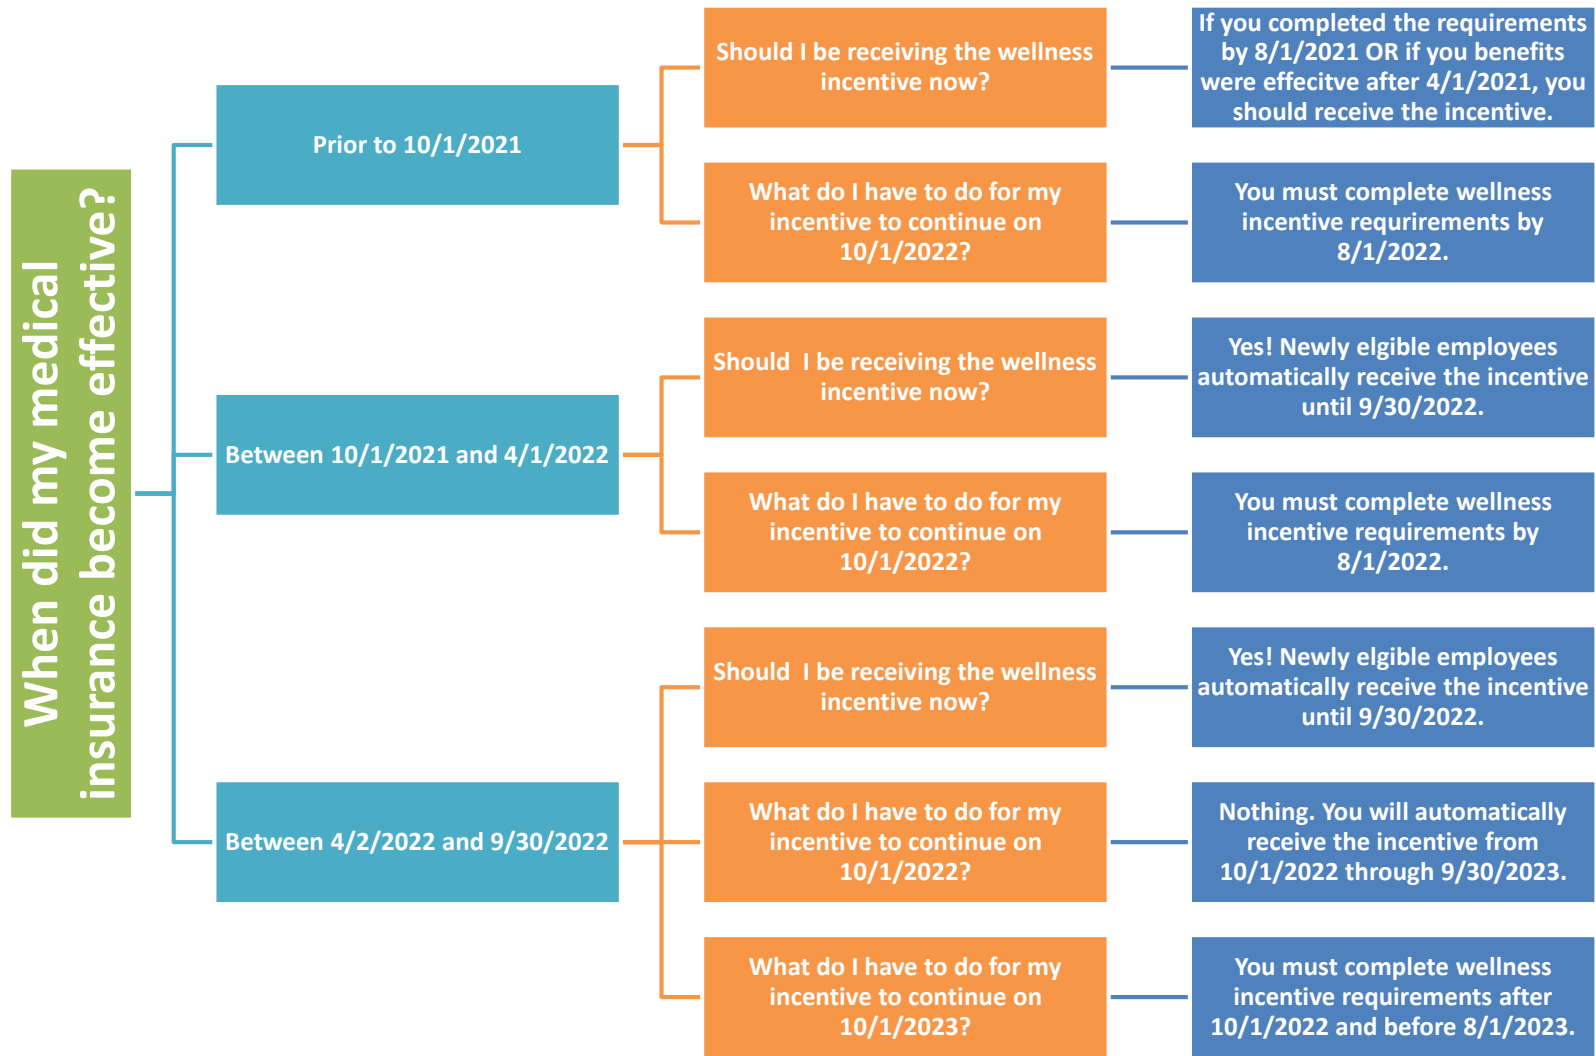 When did my medical
insurance become effective?
Prior to 10/1/2021
Should I be receiving the wellness
incentive now?
If you completed the requirements
by 8/1/2021 OR if you benefits
were effecitve after 4/1/2021, you
should receive the incentive.
What do I have to do for my
incentive to continue on
10/1/2022?
You must complete wellness
incentive requrirements by
8/1/2022.
Between 10/1/2021 and 4/1/2022
Should  I be receiving the wellness
incentive now?
Yes! Newly elgible employees
automatically receive the incentive
until 9/30/2022.
What do I have to do for my
incentive to continue on
10/1/2022?
You must complete wellness
incentive requirements by
8/1/2022.
Between 4/2/2022 and 9/30/2022
Should  I be receiving the wellness
incentive now?
Yes! Newly elgible employees
automatically receive the incentive
until 9/30/2022.
What do I have to do for my
incentive to continue on
10/1/2022?
Nothing. You will automatically
receive the incentive from
10/1/2022 through 9/30/2023.
What do I have to do for my
incentive to continue on
10/1/2023?
You must complete wellness
incentive requirements after
10/1/2022 and before 8/1/2023.